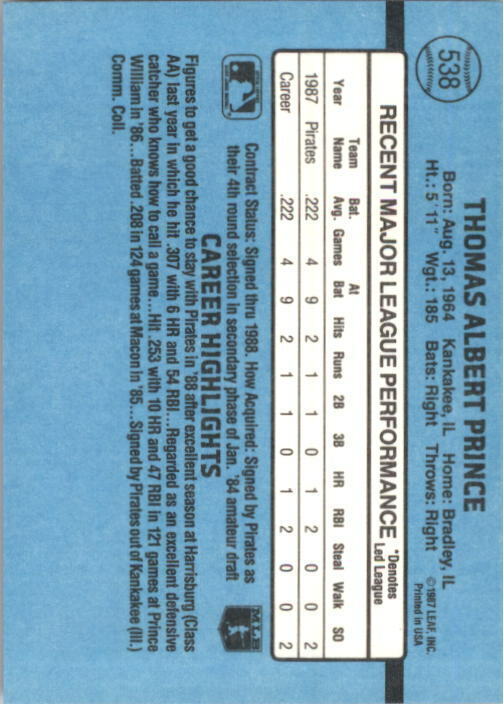 538
THOMAS ALBERT PRINCE
Born: Aug. 13, 1964 Kankakee, IL Home: Bradley, IL
Ht.: 5'11" Wgt.: 185 Bats: Right Throws: Right
©1987 LEAF, INC.
Printed in USA
RECENT MAJOR LEAGUE PERFORMANCE *Denotes Led League
Year Team Name Bat. Avg. Games At Bat Hits Runs 2B 3B HR RBI Steal Walk SO
1987 Pirates .222 4 9 2 1 1 0 1 2 0 0 2
Career .222 4 9 2 1 1 0 1 2 0 0 2
Contract Status: Signed thru 1988. How Acquired: Signed by Pirates as
their 4th round selection in secondary phase of Jan. '84 amateur draft
MLB
CAREER HIGHLIGHTS
Figures to get a good chance to stay with Pirates in '88 after excellent season at Harrisburg (Class
AA) last year in which he hit .307 with 6 HR and 54 RBI...Regarded as an excellent defensive
catcher who knows how to call a game...Hit .253 with 10 HR and 47 RBI in 121 games at Prince
William in '86...Batted .208 in 124 games at Macon in '85...Signed by Pirates out of Kankakee (Ill.)
Comm. Coll.